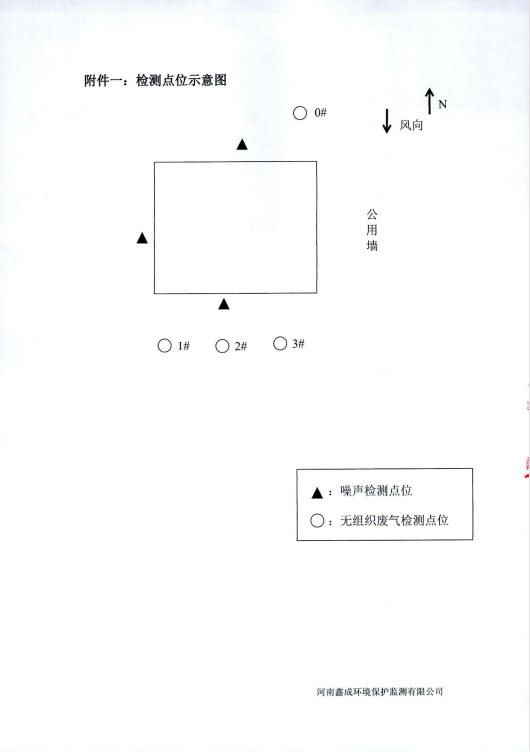 附件一：检测点位示意图
0#
N
风向
公用墙
1# 2# 3#
▲：噪声检测点位
○：无组织废气检测点位
河南鑫成环境保护监测有限公司